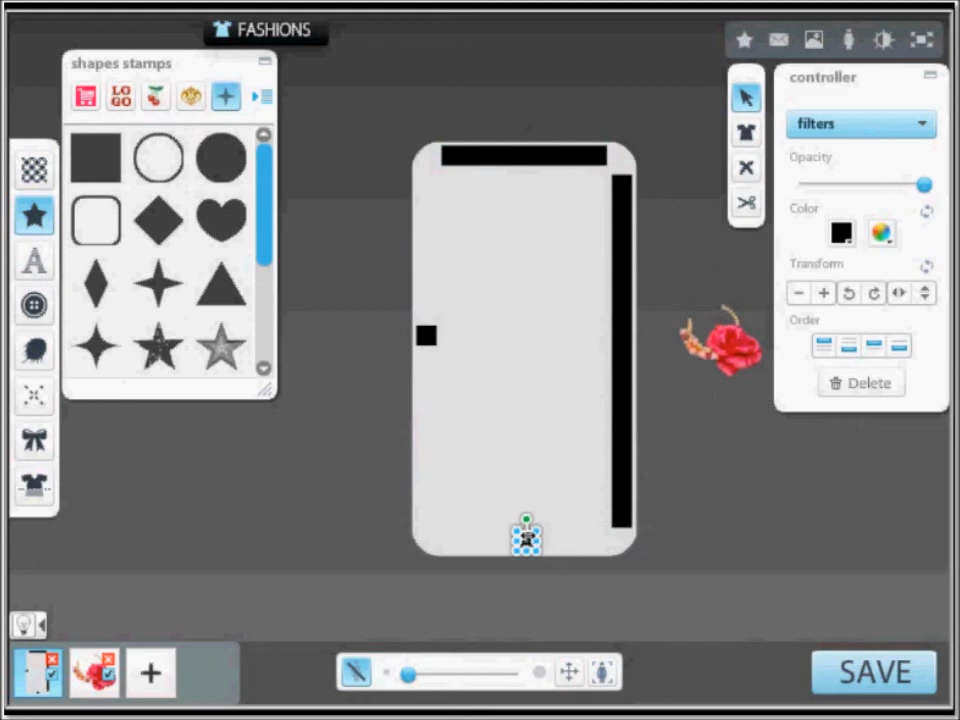 FASHIONS
shapes stamps
LO
GO
controller
filters
Opacity
Color
Transform
Order
Delete
A
SAVE